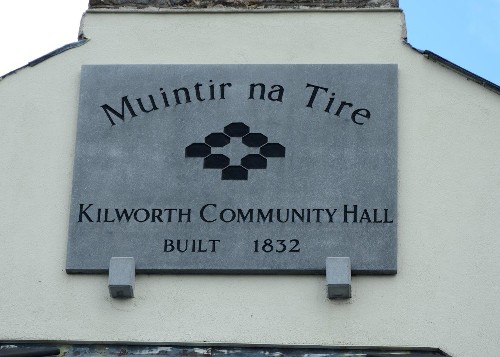 Muintir na Tire
KILWORTH COMMUNITY HALL
BUILT 1832